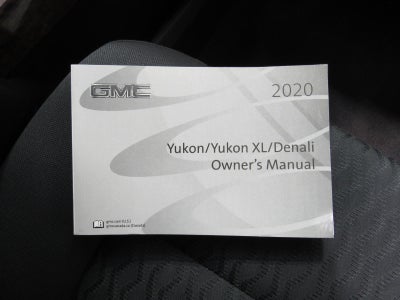 GMC
2020
Yukon/Yukon XL/Denali
Owner's Manual